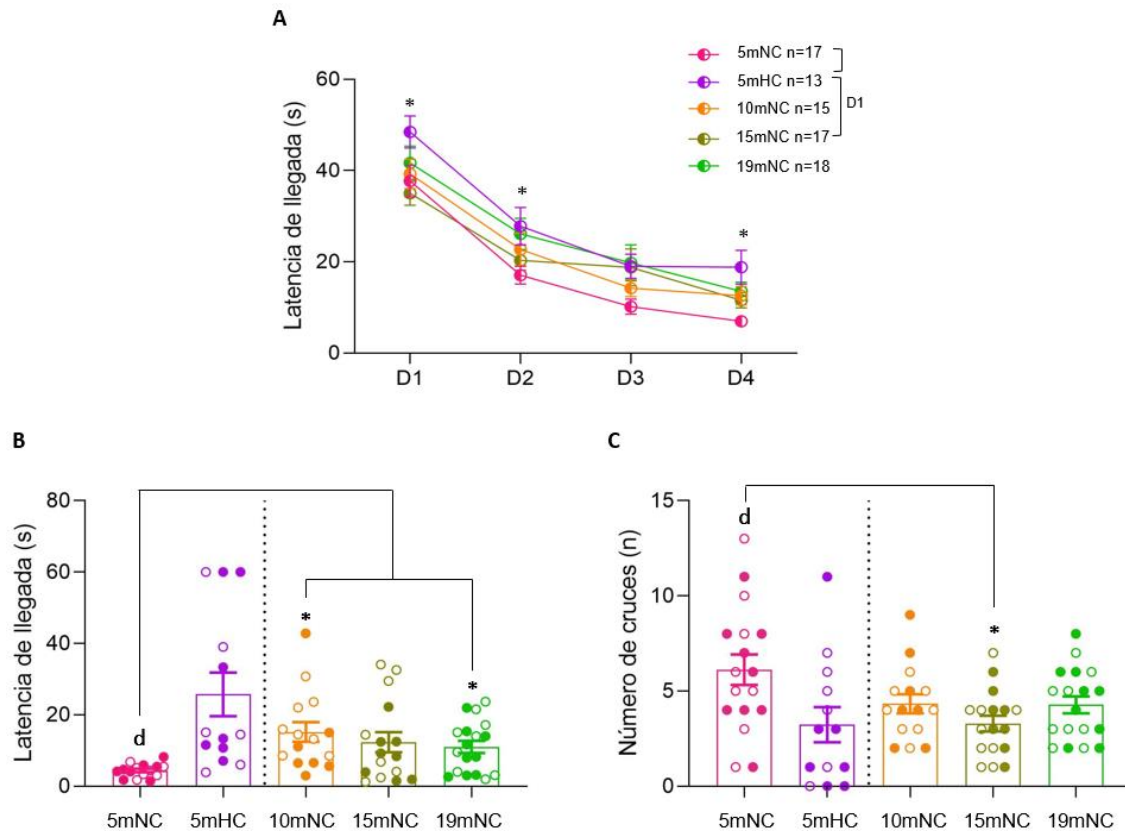 A
5mNC n=17
5mHC n=13
10mNC n=15
15mNC n=17
19mNC n=18
D1
Latencia de llegada (s)
60
40
20
0
*
*
*
D1 D2 D3 D4
B
Latencia de llegada (s)
80
60
40
20
0
d
*
*
5mNC 5mHC 10mNC 15mNC 19mNC
C
Número de cruces (n)
15
10
5
0
d
*
5mNC 5mHC 10mNC 15mNC 19mNC